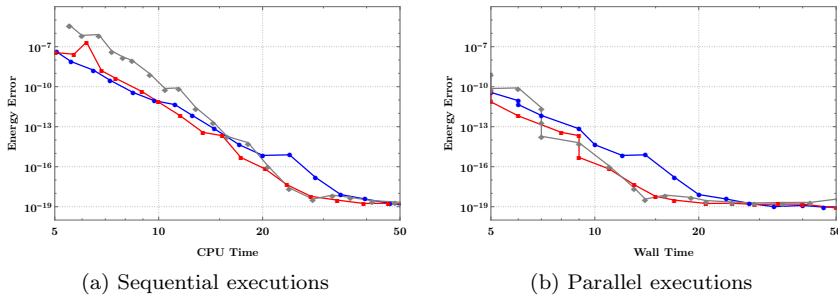 10^{-7}
10^{-10}
10^{-13}
10^{-16}
10^{-19}
Energy Error
5 10 20 50
CPU Time
(a) Sequential executions
10^{-7}
10^{-10}
10^{-13}
10^{-16}
10^{-19}
Energy Error
5 10 20 50
Wall Time
(b) Parallel executions